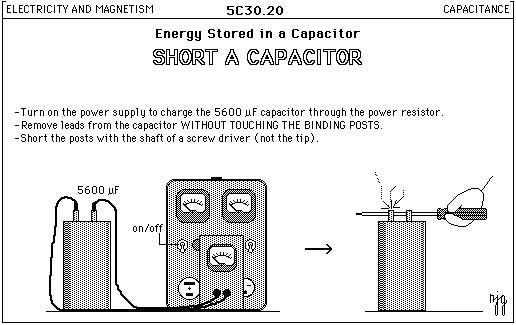 ELECTRICITY AND MAGNETISM 5C30.20 CAPACITANCE
Energy Stored in a Capacitor
SHORT A CAPACITOR
-Turn on the power supply to charge the 5600 µF capacitor through the power resistor.
-Remove leads from the capacitor WITHOUT TOUCHING THE BINDING POSTS.
-Short the posts with the shaft of a screw driver (not the tip).
5600 µF
on/off
+
-
njg